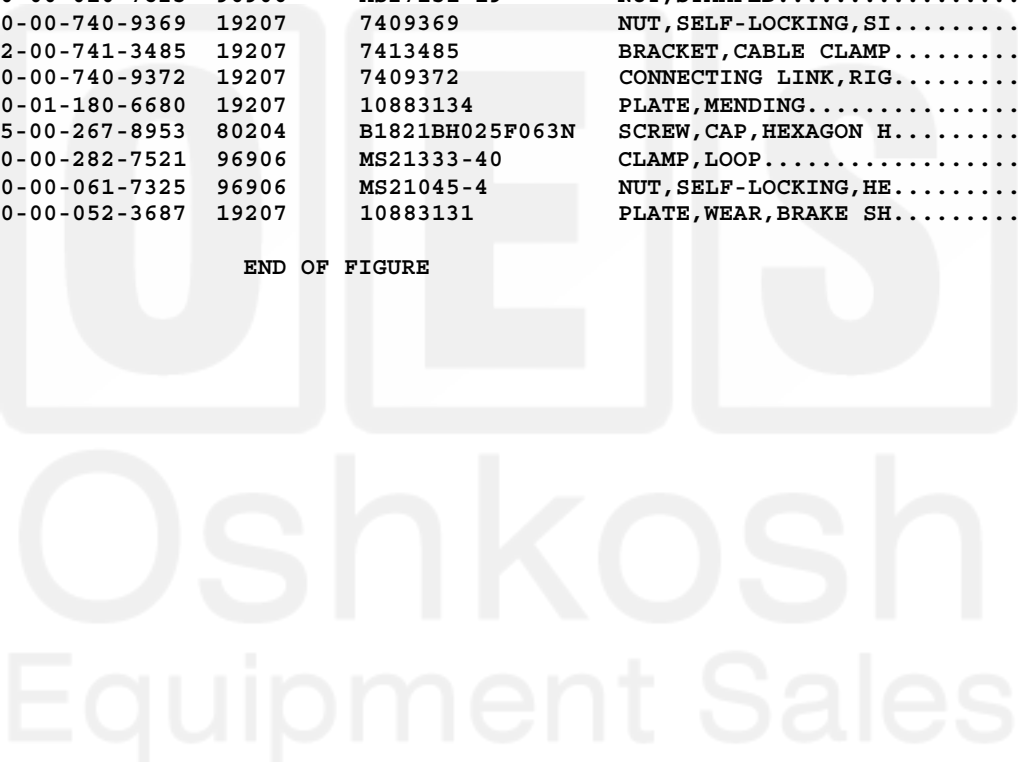 0-00-740-9369 19207 7409369 NUT,SELF-LOCKING,SI.........
2-00-741-3485 19207 7413485 BRACKET,CABLE CLAMP.........
0-00-740-9372 19207 7409372 CONNECTING LINK,RIG.........
0-01-180-6680 19207 10883134 PLATE,MENDING...............
5-00-267-8953 80204 B1821BH025F063N SCREW,CAP,HEXAGON H.........
0-00-282-7521 96906 MS21333-40 CLAMP,LOOP..................
0-00-061-7325 96906 MS21045-4 NUT,SELF-LOCKING,HE.........
0-00-052-3687 19207 10883131 PLATE,WEAR,BRAKE SH.........
END OF FIGURE
OES
Oshkosh
Equipment Sales